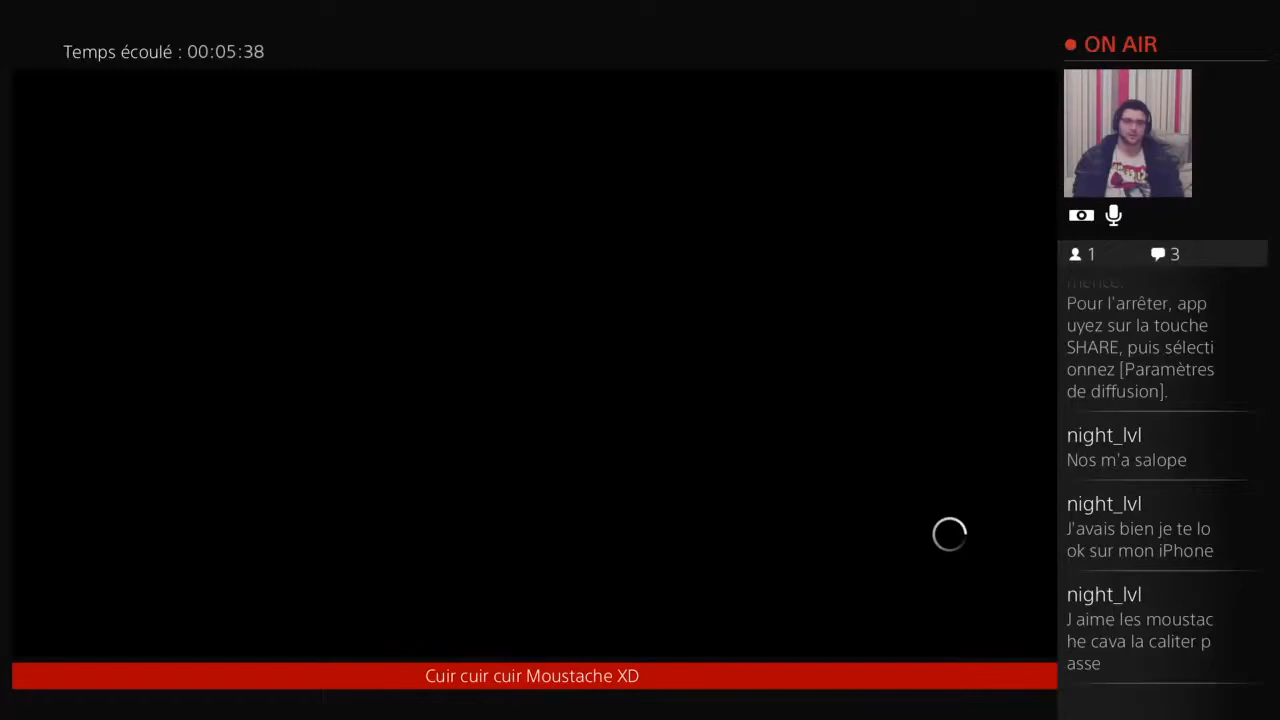 Temps écoulé : 00:05:38
ON AIR
1
3
Pour l'arrêter, app
uyez sur la touche
SHARE, puis sélecti
onnez [Paramètres
de diffusion].
night_lvl
Nos m'a salope
night_lvl
J'avais bien je te lo
ok sur mon iPhone
night_lvl
J aime les moustac
he cava la caliter p
asse
Cuir cuir cuir Moustache XD